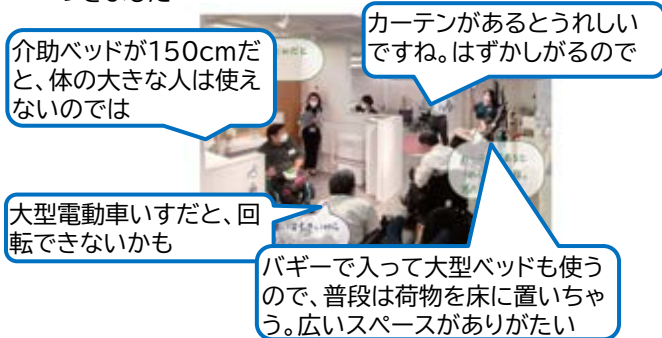 つきました
カーテンがあるとうれしい
ですね。はずかしがるので
介助ベッドが150cmだ
と、体の大きな人は使え
ないのでは
大型電動車いすだと、回
転できないかも
バギーで入って大型ベッドも使う
ので、普段は荷物を床に置いちゃ
う。広いスペースがありがたい